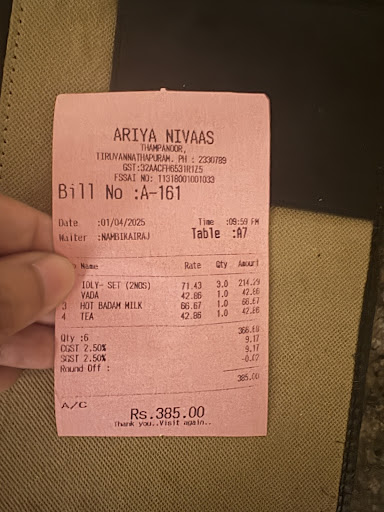 ARIYA NIVAAS
THAMPANOOR,
TIRUVANNATHAPURAM. PH : 2330789
GST:32AACFH6531R1Z5
FSSAI NO: 11318001001033
Bill No :A-161
Date :01/04/2025 Time :09:59 PM
Waiter :NAMBIKAIRAJ Table :A7
Name Rate Qty Amount
IDLY- SET (2NOS) 71.43 3.0 214.29
VADA 42.86 1.0 42.86
3 HOT BADAM MILK 66.67 1.0 66.67
4 TEA 42.86 1.0 42.86
Qty :6 366.68
CGST 2.50% 9.17
SGST 2.50% 9.17
Round Off : -0.02
385.00
A/C
Rs.385.00
Thank you..Visit again..